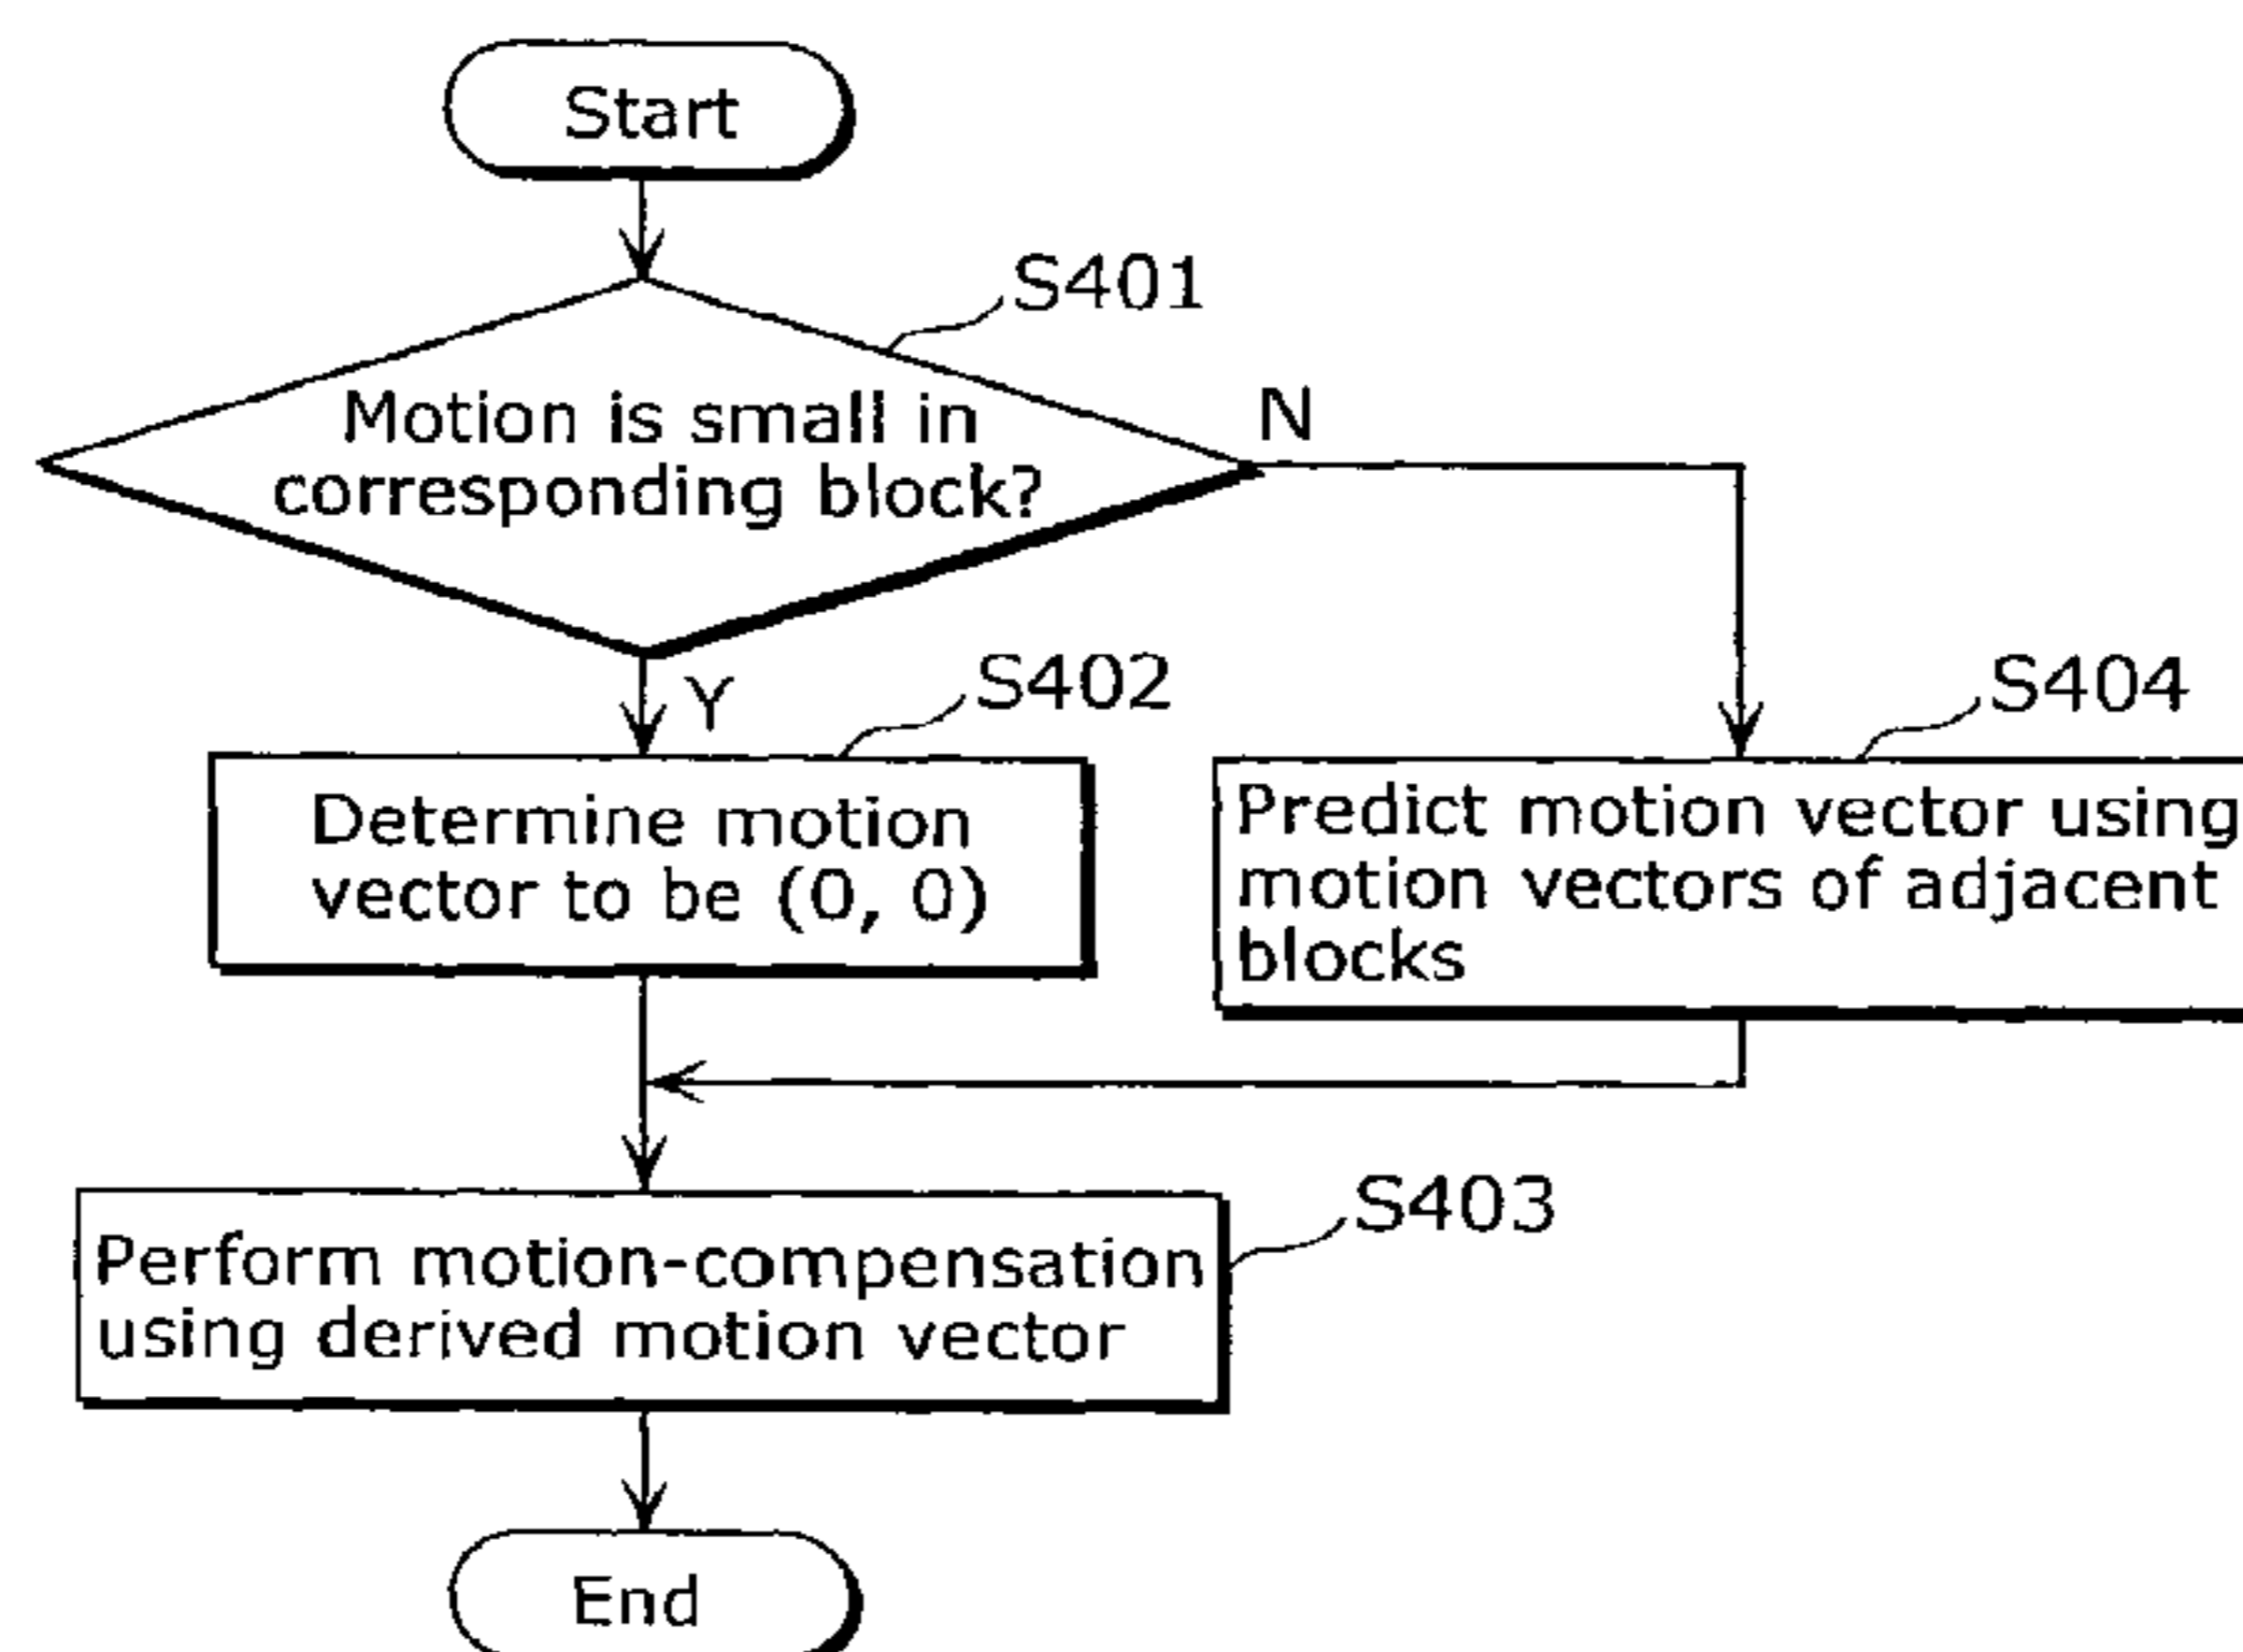 Start
S401
Motion is small in
corresponding block?
N
Y
S402
Determine motion
vector to be (0, 0)
S404
Predict motion vector using
motion vectors of adjacent
blocks
S403
Perform motion-compensation
using derived motion vector
End